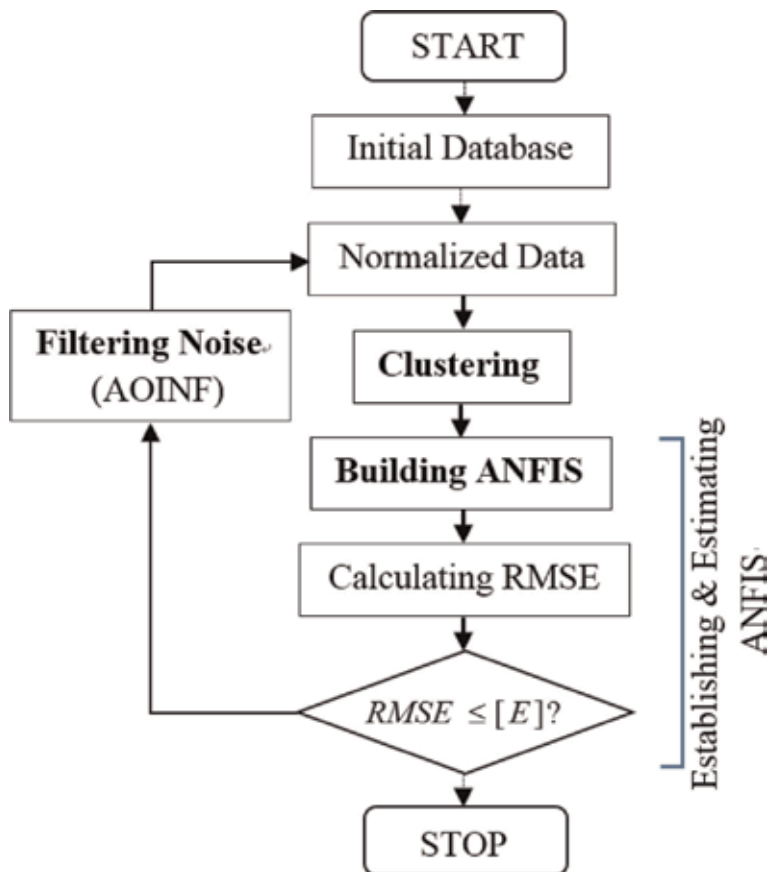 START
Initial Database
Normalized Data
Filtering Noise
(AOINF)
Clustering
Building ANFIS
Calculating RMSE
RMSE ≤ [E]?
STOP
Establishing & Estimating
ANFIS